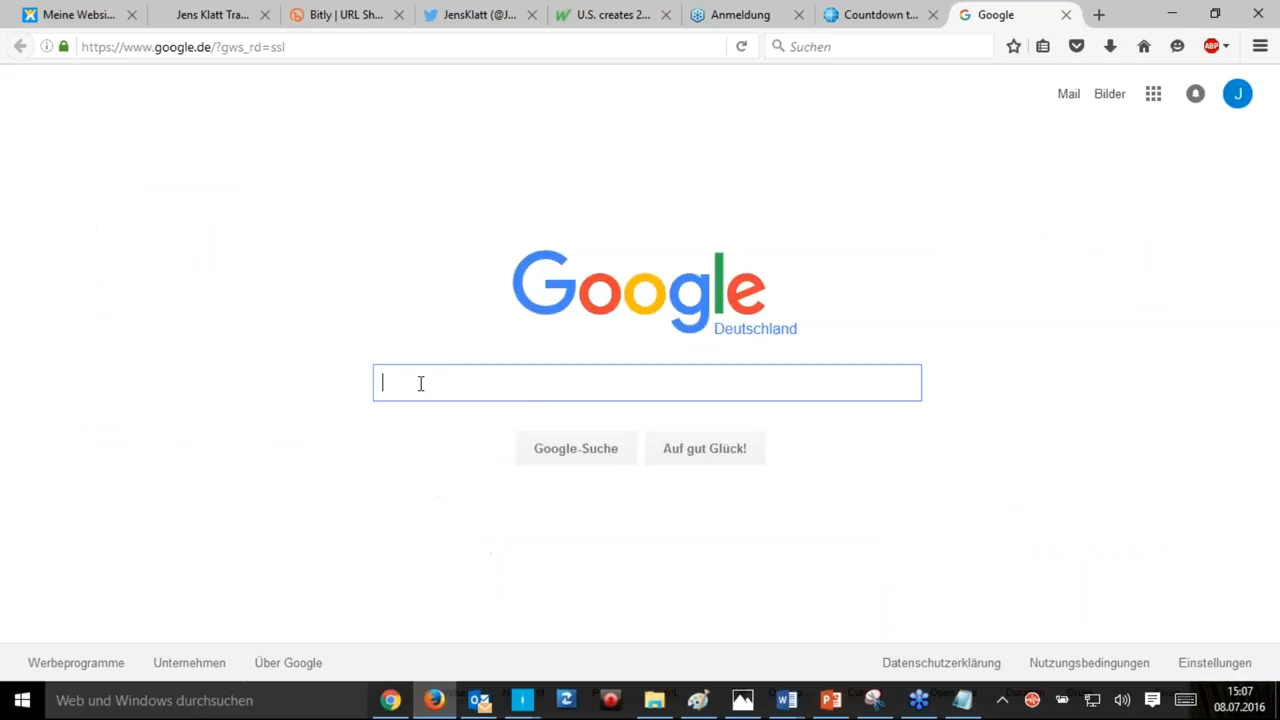 Meine Websi...
Jens Klatt Tra...
Bitly | URL Sh...
JensKlatt (@J...
U.S. creates 2...
Anmeldung
Countdown t...
Google
https://www.google.de/?gws_rd=ssl
Suchen
ABP
Mail
Bilder
J
Google
Deutschland
Google-Suche
Auf gut Glück!
Werbeprogramme
Unternehmen
Über Google
Datenschutzerklärung
Nutzungsbedingungen
Einstellungen
Web und Windows durchsuchen
15:07
08.07.2016